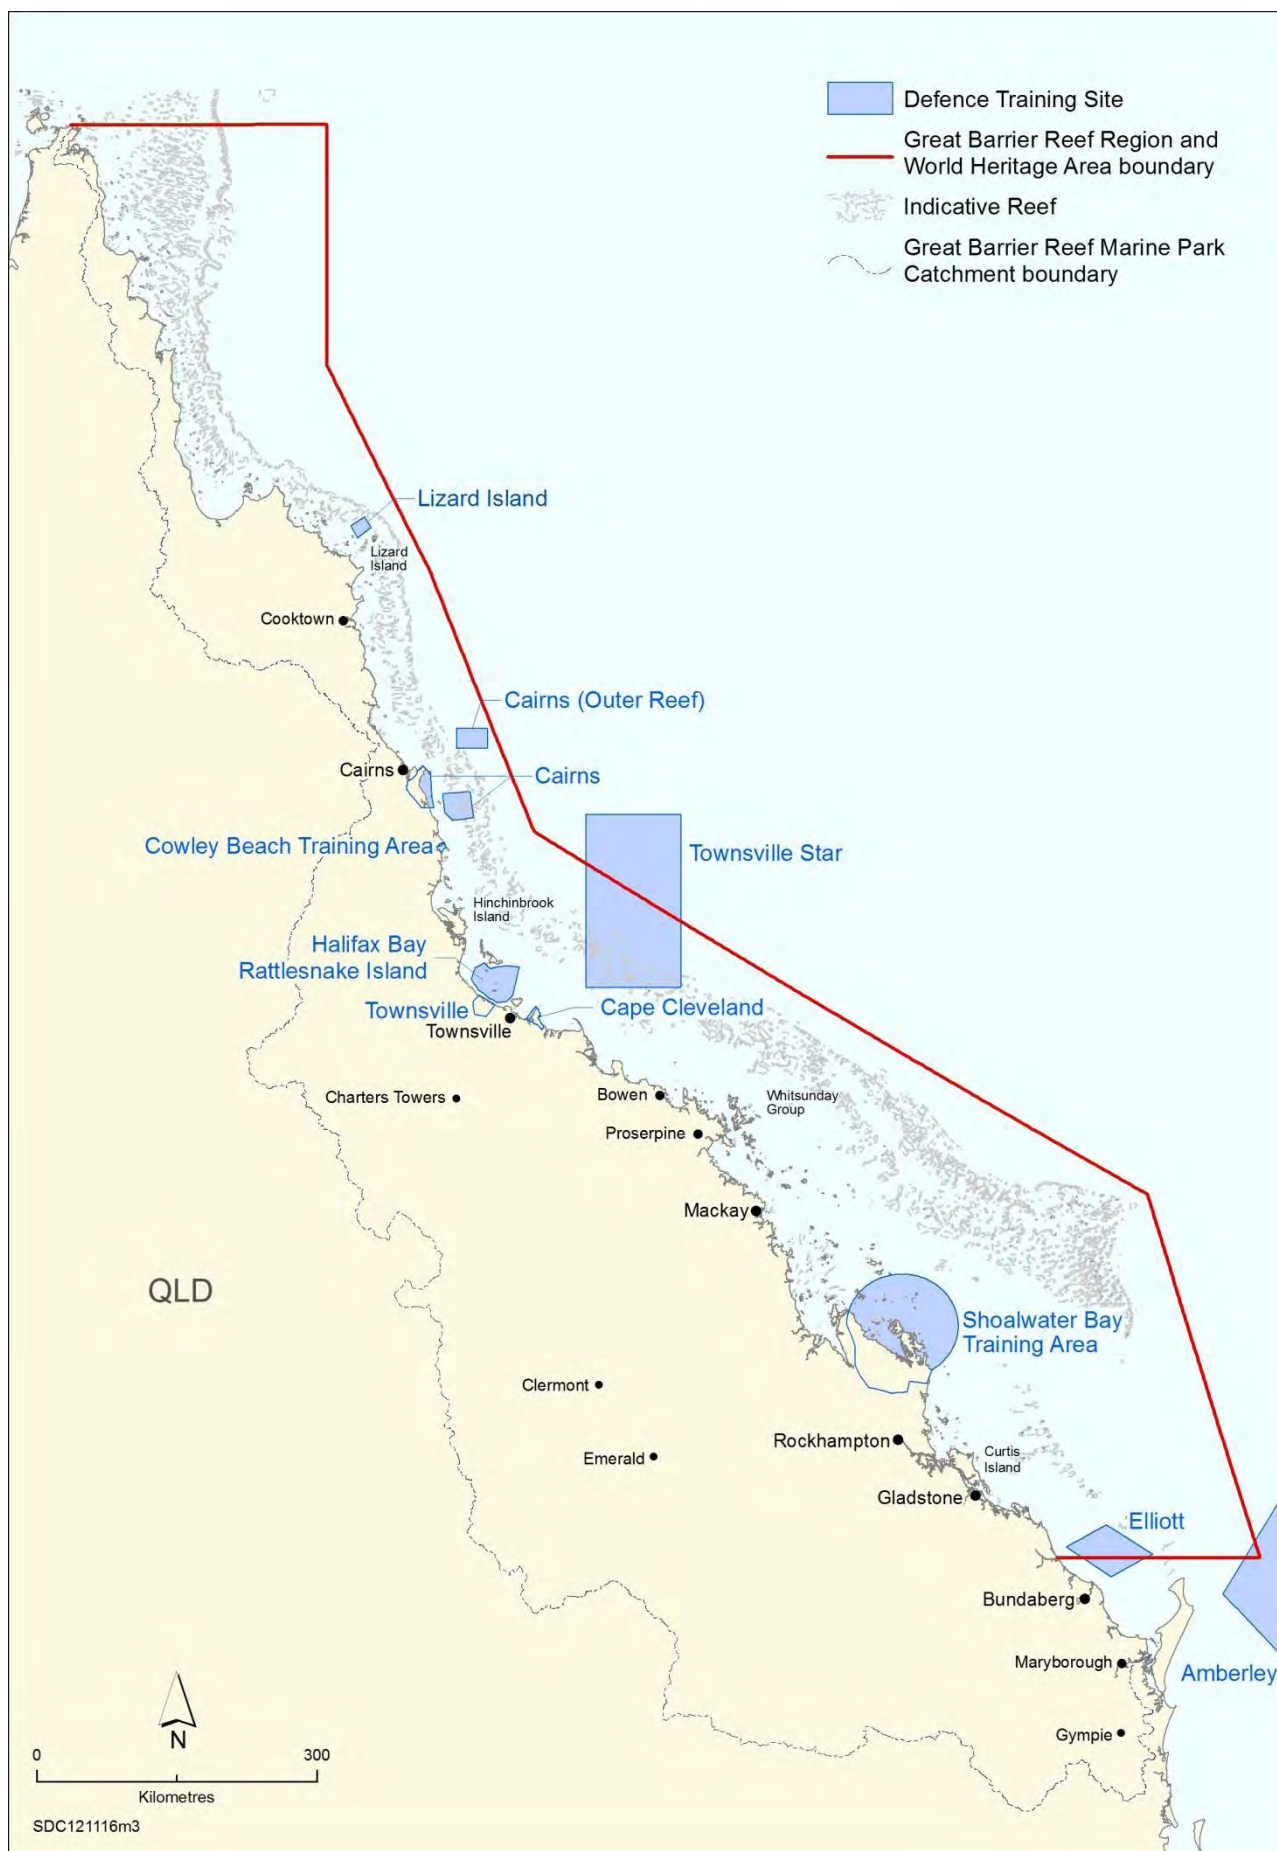 Defence Training Site
Great Barrier Reef Region and
World Heritage Area boundary
Indicative Reef
Great Barrier Reef Marine Park
Catchment boundary
Lizard Island
Lizard
Island
Cooktown
Cairns (Outer Reef)
Cairns
Cairns
Cowley Beach Training Area
Townsville Star
Hinchinbrook
Island
Halifax Bay
Rattlesnake Island
Townsville
Cape Cleveland
Townsville
Charters Towers
Bowen
Whitsunday
Group
Proserpine
Mackay
QLD
Shoalwater Bay
Training Area
Clermont
Rockhampton
Emerald
Curtis
Island
Gladstone
Elliott
Bundaberg
Maryborough
Amberley
N
Gympie
0
300
Kilometres
SDC121116m3